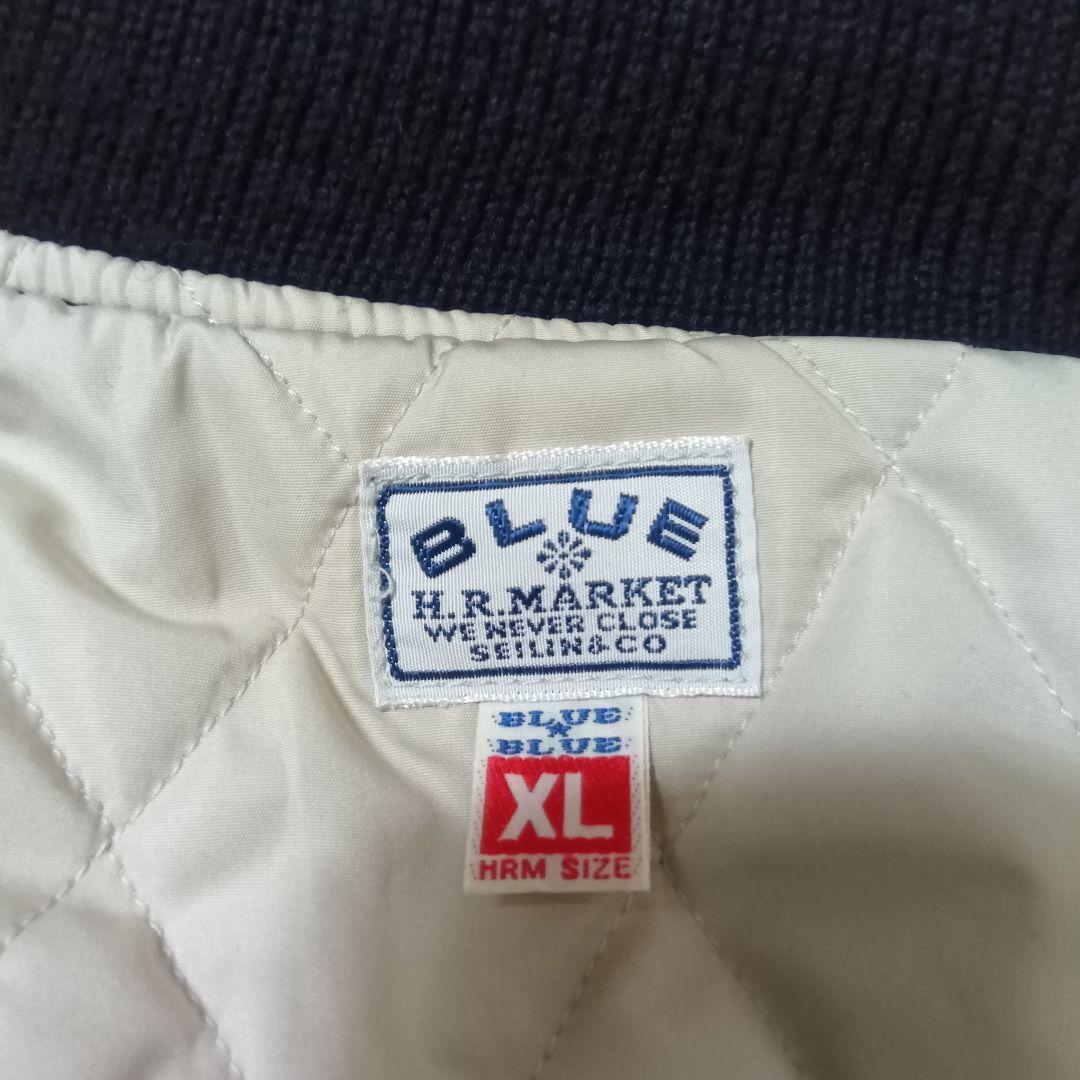 BLUE
H.R.MARKET
WE NEVER CLOSE
SEILIN&CO
BLUE
BLUE
XL
HRM SIZE